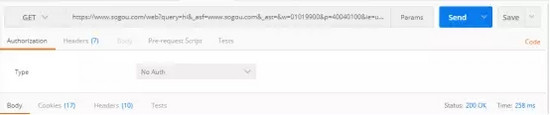 GET https://www.sogou.com/web?query=hi&_asf=www.sogou.com&_ast=&w=01019900&p=40040100&ie=u... Params Send Save
Authorization Headers (7) Body Pre-request Script Tests Code
Type No Auth
Body Cookies (17) Headers (10) Tests Status: 200 OK Time: 258 ms